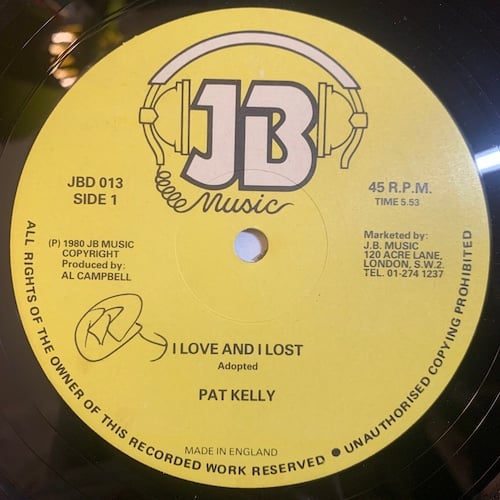 JB
Music
JBD 013
SIDE 1
45 R.P.M.
TIME 5.53
(P) 1980 JB MUSIC
COPYRIGHT
Produced by:
AL CAMPBELL
Marketed by:
J.B. MUSIC
120 ACRE LANE,
LONDON, S.W.2.
TEL. 01-274 1237
RR
I LOVE AND I LOST
Adopted
PAT KELLY
MADE IN ENGLAND
ALL RIGHTS OF THE OWNER OF THIS RECORDED WORK RESERVED ● UNAUTHORISED COPYING PROHIBITED